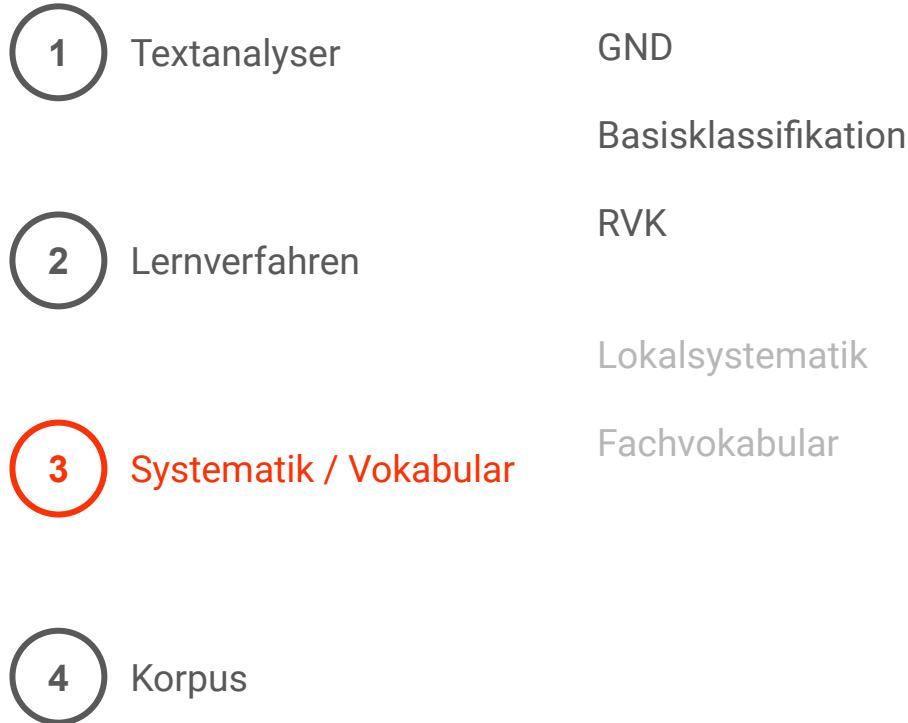 1 Textanalyser
2 Lernverfahren
3 Systematik / Vokabular
4 Korpus
GND
Basisklassifikation
RVK
Lokalsystematik
Fachvokabular